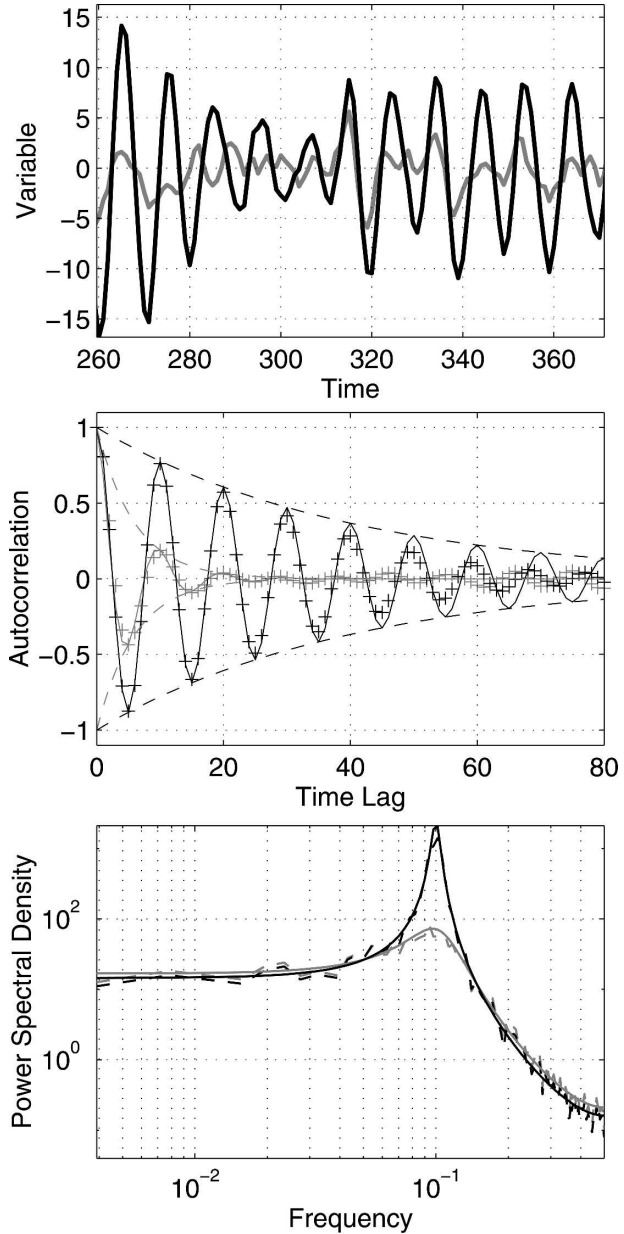 15
10
5
0
−5
−10
−15
Variable
260 280 300 320 340 360
Time
1
0.5
0
−0.5
−1
Autocorrelation
0 20 40 60 80
Time Lag
10^2
10^0
Power Spectral Density
10^−2 10^−1
Frequency